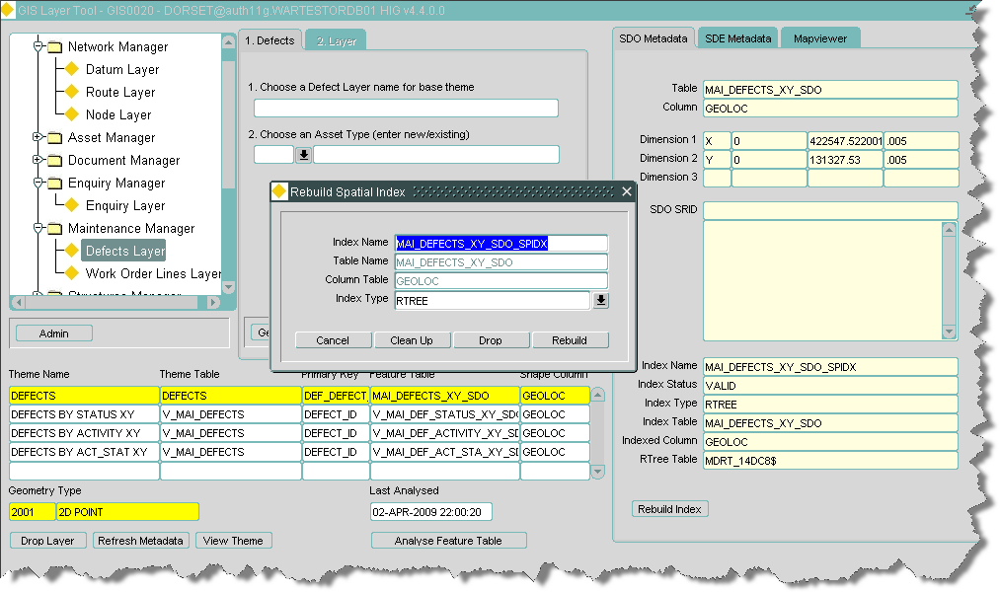 GIS Layer Tool - GIS0020 - DORSET@auth11g.WARTESTORDB01 HIG v4.4.0.0
Network Manager
Datum Layer
Route Layer
Node Layer
Asset Manager
Document Manager
Enquiry Manager
Enquiry Layer
Maintenance Manager
Defects Layer
Work Order Lines Layer
Structures Manager
Admin
1. Defects
2. Layer
1. Choose a Defect Layer name for base theme
2. Choose an Asset Type (enter new/existing)
Ge
Rebuild Spatial Index
Index Name MAI_DEFECTS_XY_SDO_SPIDX
Table Name MAI_DEFECTS_XY_SDO
Column Table GEOLOC
Index Type RTREE
Cancel Clean Up Drop Rebuild
SDO Metadata SDE Metadata Mapviewer
Table MAI_DEFECTS_XY_SDO
Column GEOLOC
Dimension 1 X 0 422547.522001 .005
Dimension 2 Y 0 131327.53 .005
Dimension 3
SDO SRID
Index Name MAI_DEFECTS_XY_SDO_SPIDX
Index Status VALID
Index Type RTREE
Index Table MAI_DEFECTS_XY_SDO
Indexed Column GEOLOC
RTree Table MDRT_14DC8$
Rebuild Index
Theme Name Theme Table Primary Key Feature Table Shape Column
DEFECTS DEFECTS DEF_DEFECT_ MAI_DEFECTS_XY_SDO GEOLOC
DEFECTS BY STATUS XY V_MAI_DEFECTS DEFECT_ID V_MAI_DEF_STATUS_XY_SDO GEOLOC
DEFECTS BY ACTIVITY XY V_MAI_DEFECTS DEFECT_ID V_MAI_DEF_ACTIVITY_XY_SD GEOLOC
DEFECTS BY ACT_STAT XY V_MAI_DEFECTS DEFECT_ID V_MAI_DEF_ACT_STA_XY_SD GEOLOC
Geometry Type
2001 2D POINT
Last Analysed
02-APR-2009 22:00:20
Drop Layer Refresh Metadata View Theme Analyse Feature Table